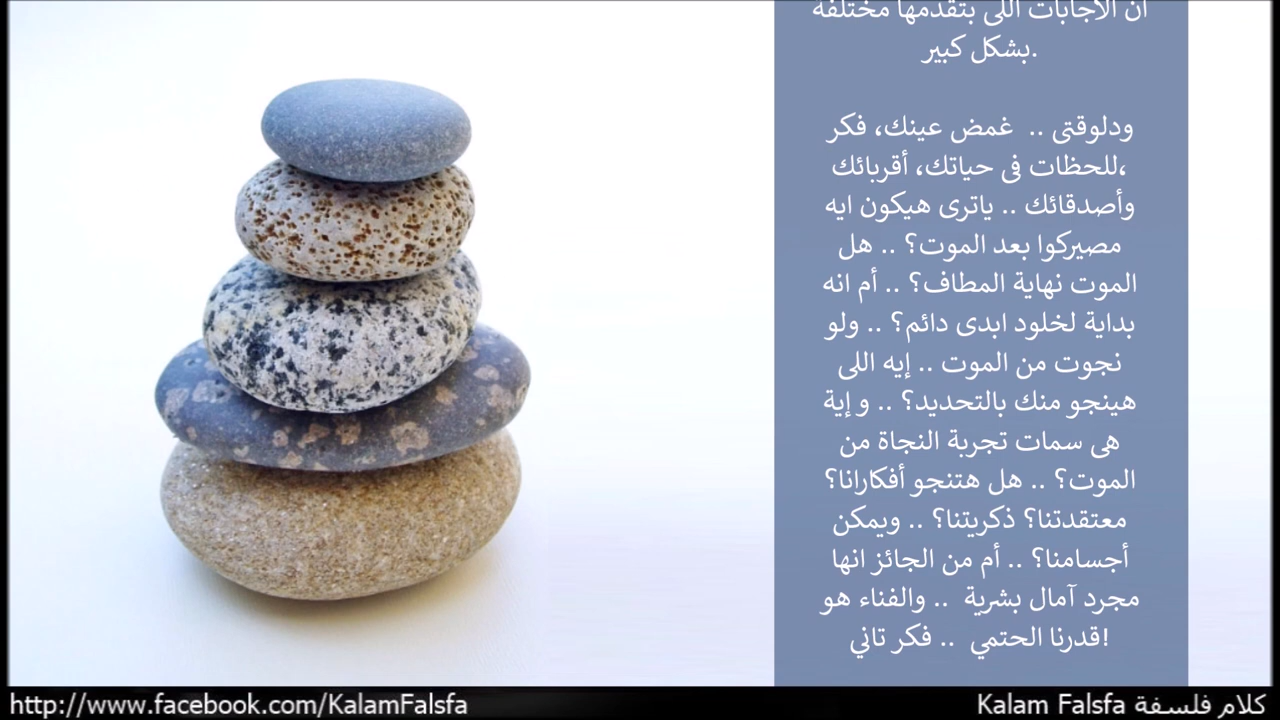 ان الاجابات اللى بتقدمها مختلفة
بشكل كبير.
ودلوقتى .. غمض عينك، فكر
للحظات فى حياتك، أقربائك،
وأصدقائك .. ياترى هيكون ايه
مصيركوا بعد الموت؟ .. هل
الموت نهاية المطاف؟ .. أم انه
بداية لخلود ابدى دائم؟ .. ولو
نجوت من الموت .. إيه اللى
هينجو منك بالتحديد؟ .. وإية
هى سمات تجربة النجاة من
الموت؟ .. هل هتنجو أفكارانا؟
معتقدتنا؟ ذكريتنا؟ .. ويمكن
أجسامنا؟ .. أم من الجائز انها
مجرد آمال بشرية .. والفناء هو
قدرنا الحتمي .. فكر تاني!
http://www.facebook.com/KalamFalsfa
Kalam Falsfa كلام فلسفة